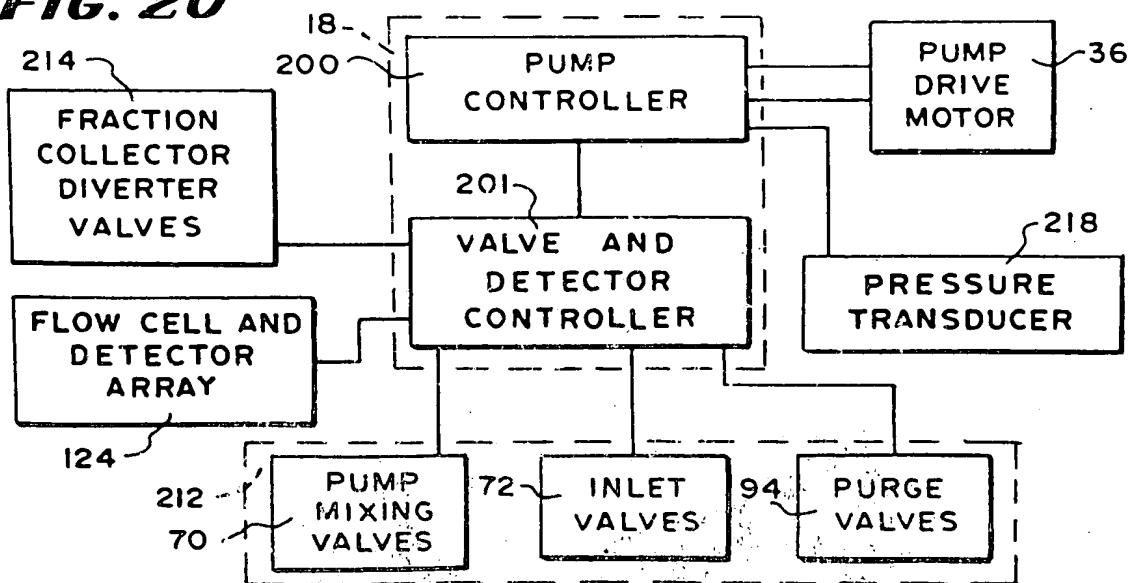 FIG. 20
18
200
PUMP
CONTROLLER
PUMP
DRIVE
MOTOR
36
214
FRACTION
COLLECTOR
DIVERTER
VALVES
201
VALVE AND
DETECTOR
CONTROLLER
218
PRESSURE
TRANSDUCER
FLOW CELL AND
DETECTOR
ARRAY
124
212
70
PUMP
MIXING
VALVES
72
INLET
VALVES
94
PURGE
VALVES